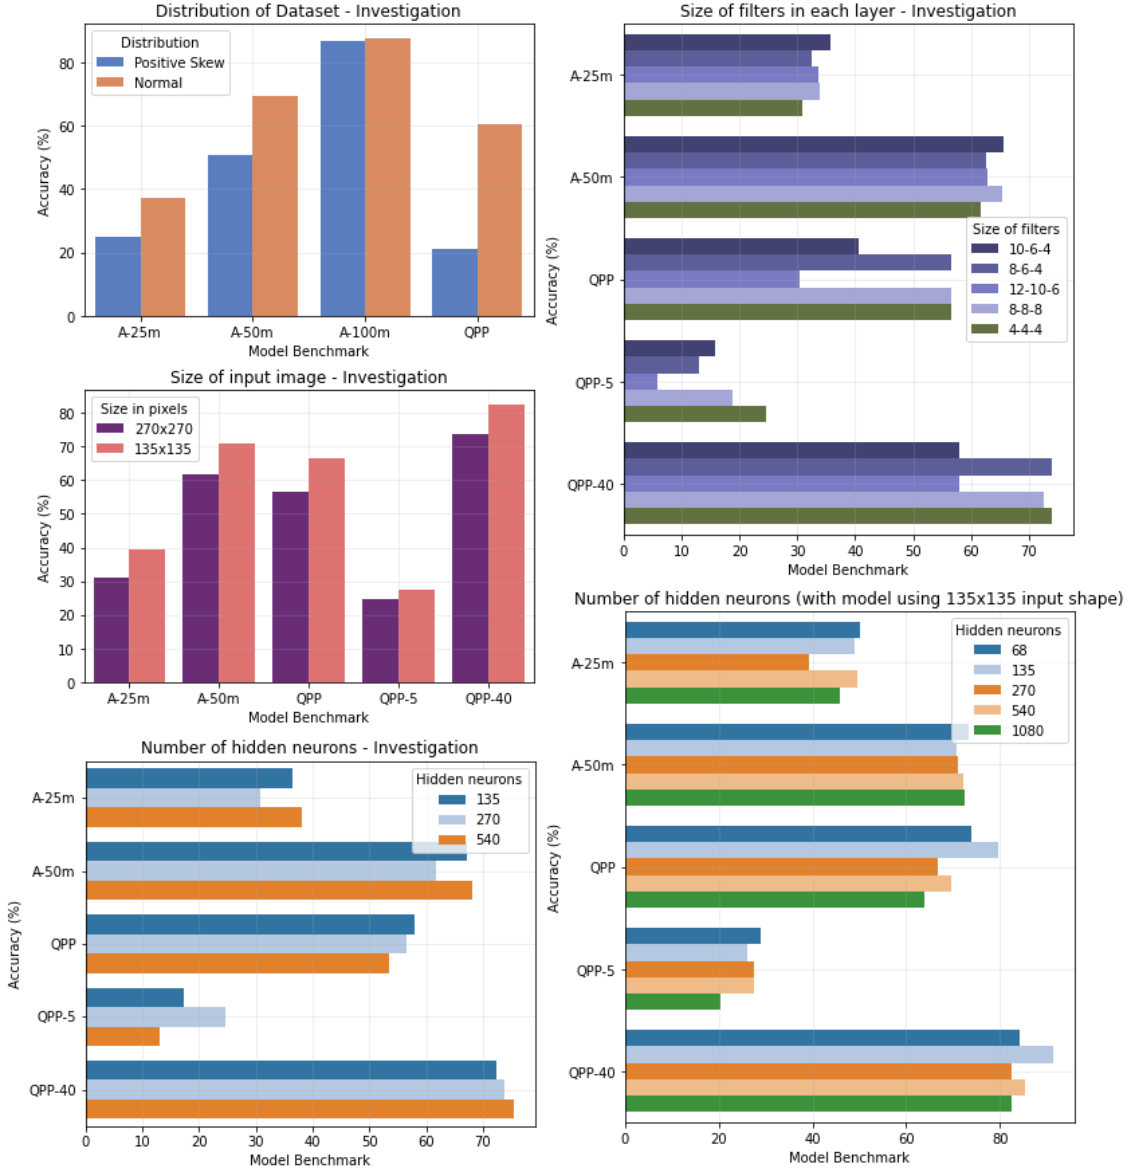 Distribution of Dataset - Investigation
Accuracy (%)
80
60
40
20
0
Distribution
Positive Skew
Normal
A-25m A-50m A-100m QPP
Model Benchmark
Size of input image - Investigation
Accuracy (%)
80
70
60
50
40
30
20
10
0
Size in pixels
270x270
135x135
A-25m A-50m QPP QPP-5 QPP-40
Model Benchmark
Number of hidden neurons - Investigation
Accuracy (%)
A-25m
A-50m
QPP
QPP-5
QPP-40
Hidden neurons
135
270
540
0 10 20 30 40 50 60 70
Model Benchmark
Size of filters in each layer - Investigation
Accuracy (%)
A-25m
A-50m
QPP
QPP-5
QPP-40
Size of filters
10-6-4
8-6-4
12-10-6
8-8-8
4-4-4
0 10 20 30 40 50 60 70
Model Benchmark
Number of hidden neurons (with model using 135x135 input shape)
Accuracy (%)
A-25m
A-50m
QPP
QPP-5
QPP-40
Hidden neurons
68
135
270
540
1080
0 20 40 60 80
Model Benchmark